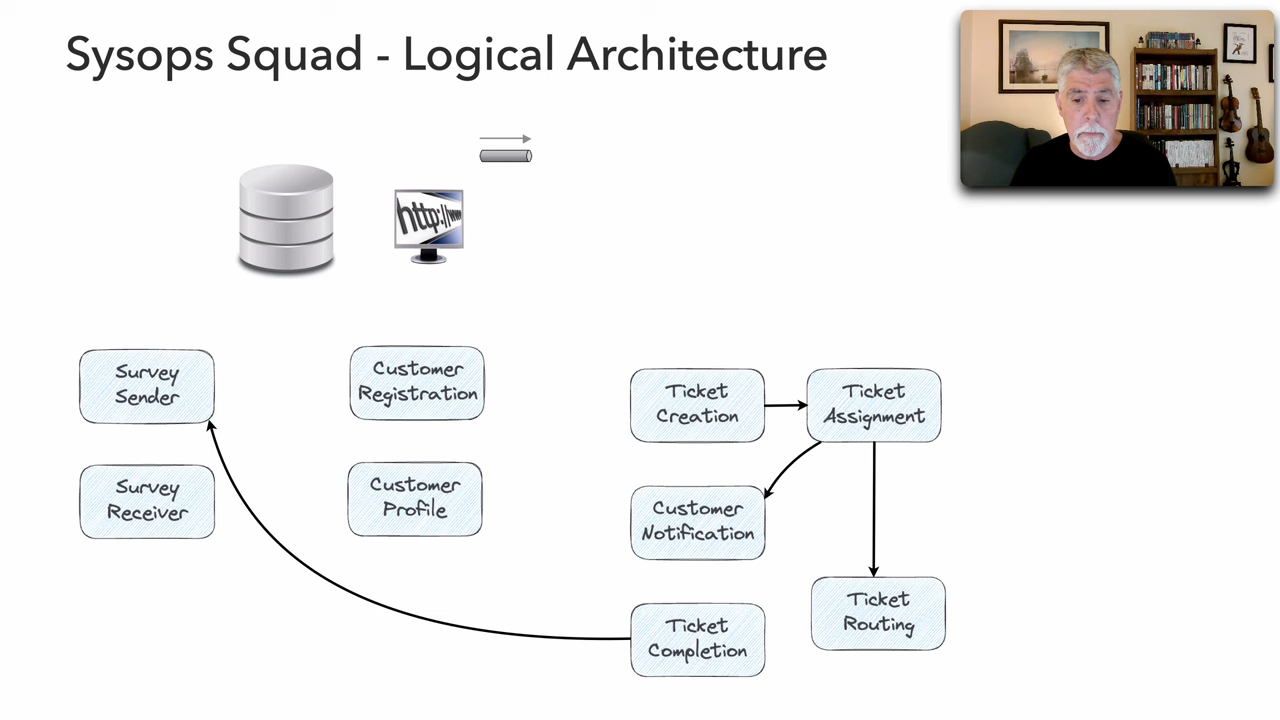 Sysops Squad - Logical Architecture
http://ww
Survey
Sender
Customer
Registration
Ticket
Creation
Ticket
Assignment
Survey
Receiver
Customer
Profile
Customer
Notification
Ticket
Routing
Ticket
Completion